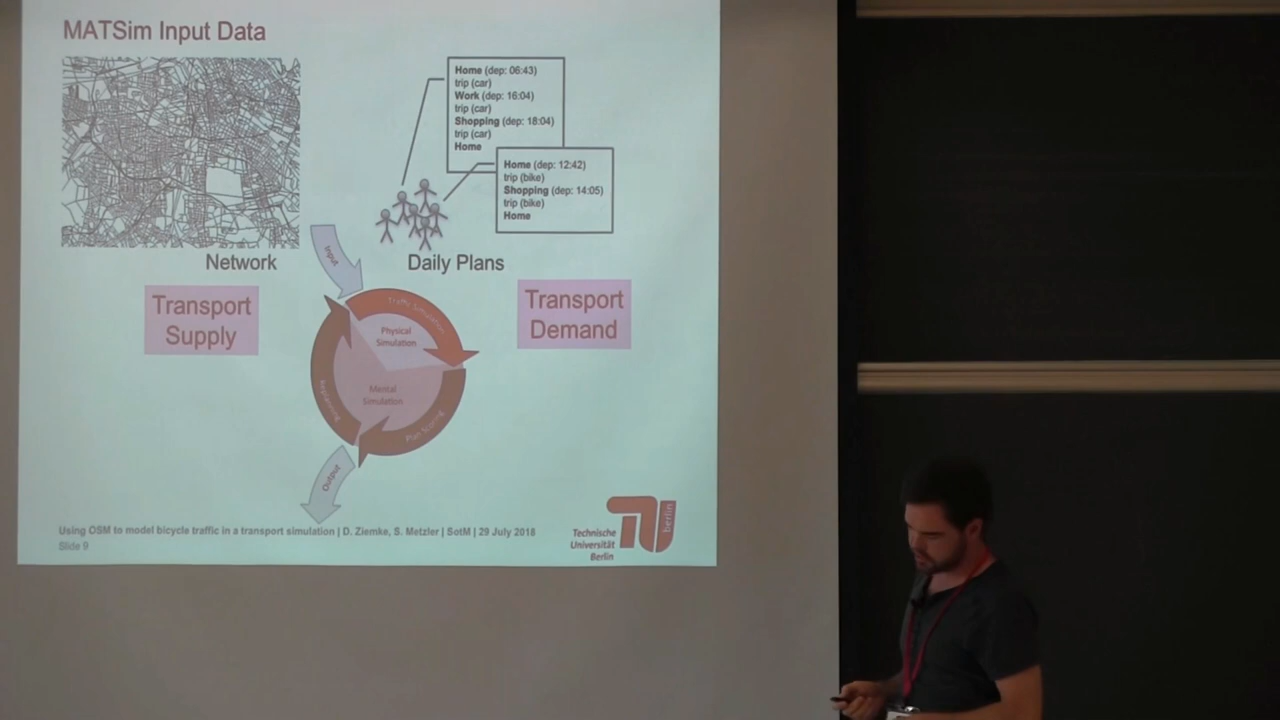 MATSim Input Data
Home (dep: 06:43)
trip (car)
Work (dep: 16:04)
trip (car)
Shopping (dep: 18:04)
trip (car)
Home
Home (dep: 12:42)
trip (bike)
Shopping (dep: 14:05)
trip (bike)
Home
Network
Input
Daily Plans
Transport
Supply
Transport
Demand
Traffic Simulation
Physical
Simulation
Mental
Simulation
Replanning
Plan Scoring
Output
Using OSM to model bicycle traffic in a transport simulation | D. Ziemke, S. Metzler | SotM | 29 July 2018
Slide 9
Technische
Universität
Berlin
berlin